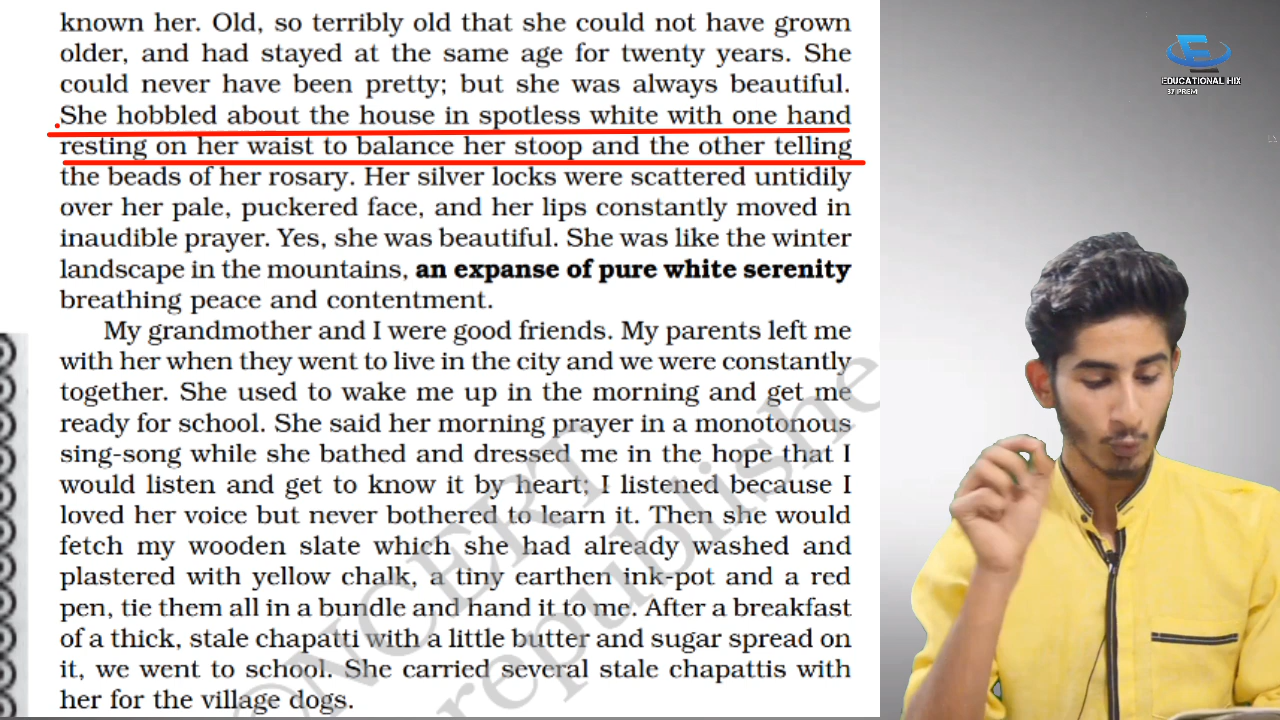 known her. Old, so terribly old that she could not have grown
older, and had stayed at the same age for twenty years. She
could never have been pretty; but she was always beautiful.
She hobbled about the house in spotless white with one hand
resting on her waist to balance her stoop and the other telling
the beads of her rosary. Her silver locks were scattered untidily
over her pale, puckered face, and her lips constantly moved in
inaudible prayer. Yes, she was beautiful. She was like the winter
landscape in the mountains, an expanse of pure white serenity
breathing peace and contentment.
My grandmother and I were good friends. My parents left me
with her when they went to live in the city and we were constantly
together. She used to wake me up in the morning and get me
ready for school. She said her morning prayer in a monotonous
sing-song while she bathed and dressed me in the hope that I
would listen and get to know it by heart; I listened because I
loved her voice but never bothered to learn it. Then she would
fetch my wooden slate which she had already washed and
plastered with yellow chalk, a tiny earthen ink-pot and a red
pen, tie them all in a bundle and hand it to me. After a breakfast
of a thick, stale chapatti with a little butter and sugar spread on
it, we went to school. She carried several stale chapattis with
her for the village dogs.
NCERT
republishe
EDUCATIONAL HIX
BY PREM